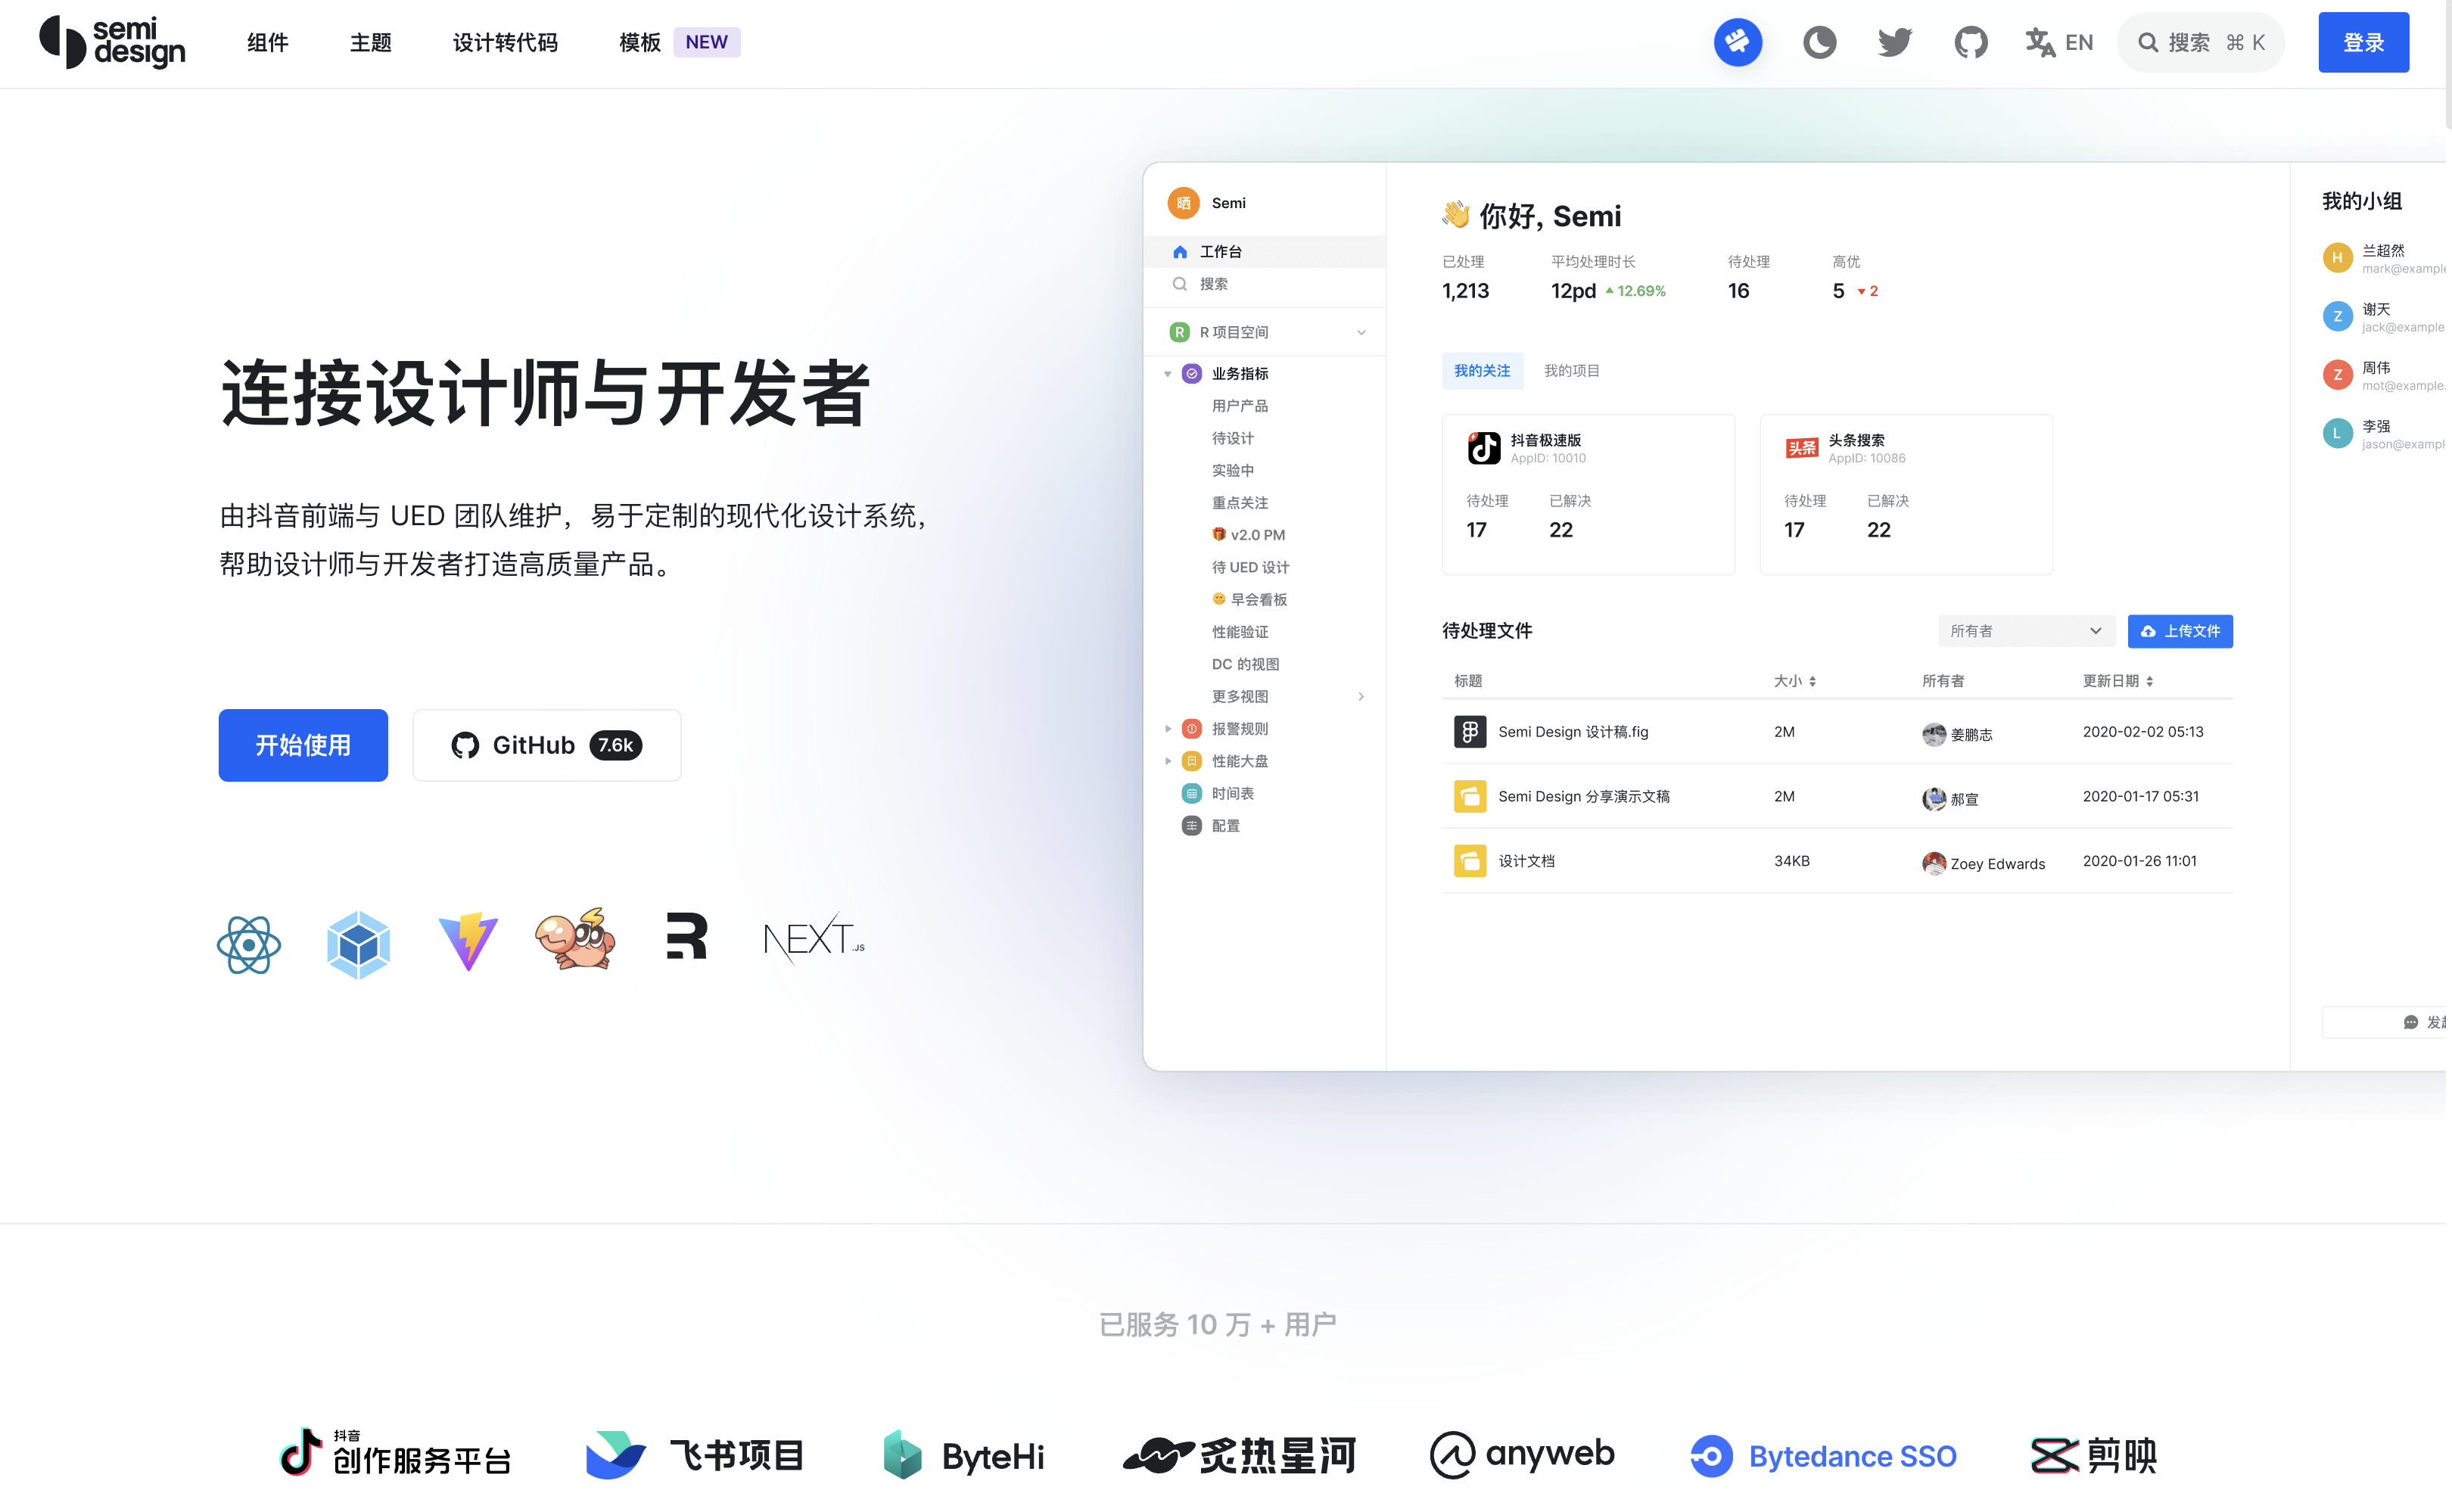 semi design
组件
主题
设计转代码
模板 NEW
EN
搜索 ⌘ K
登录
连接设计师与开发者
由抖音前端与 UED 团队维护，易于定制的现代化设计系统，
帮助设计师与开发者打造高质量产品。
开始使用
GitHub 7.6k
NEXT.JS
晒 Semi
工作台
搜索
R R 项目空间
业务指标
用户产品
待设计
实验中
重点关注
v2.0 PM
待 UED 设计
早会看板
性能验证
DC 的视图
更多视图
报警规则
性能大盘
时间表
配置
你好, Semi
已处理 平均处理时长 待处理 高优
1,213 12pd 12.69% 16 5 2
我的关注 我的项目
抖音极速版
AppID: 10010
待处理 已解决
17 22
头条
头条搜索
AppID: 10086
待处理 已解决
17 22
待处理文件
所有者
上传文件
标题 大小 所有者 更新日期
Semi Design 设计稿.fig 2M 姜鹏志 2020-02-02 05:13
Semi Design 分享演示文稿 2M 郝宣 2020-01-17 05:31
设计文档 34KB Zoey Edwards 2020-01-26 11:01
我的小组
H 兰超然
mark@example
Z 谢天
jack@example
Z 周伟
mot@example.
L 李强
jason@exampl
发起
已服务 10 万 + 用户
抖音
创作服务平台
飞书项目
ByteHi
炙热星河
anyweb
Bytedance SSO
剪映